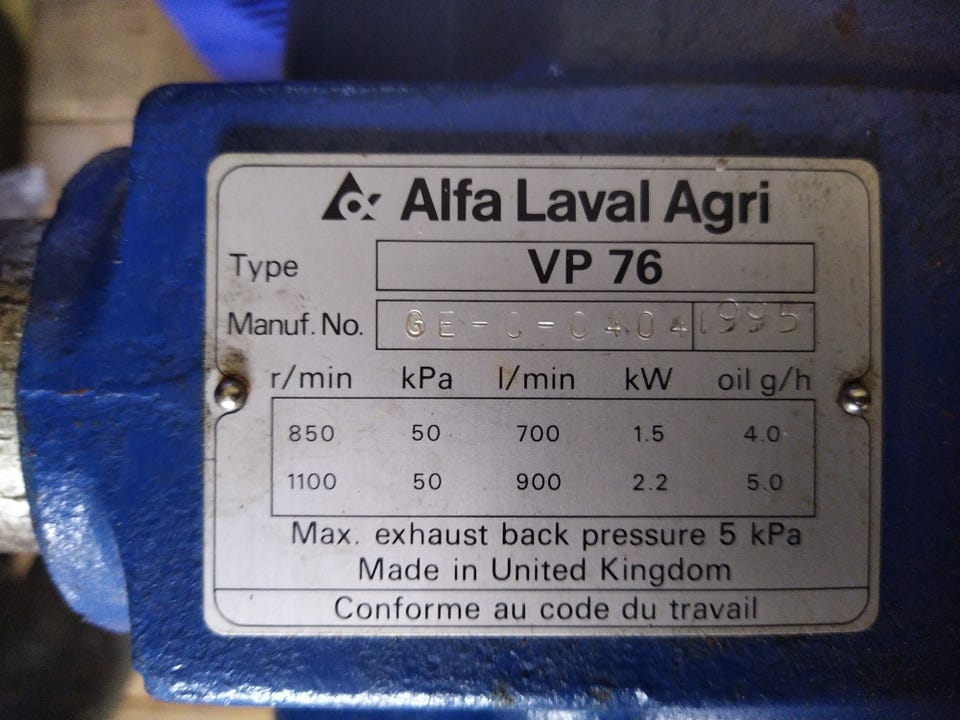 Alfa Laval Agri
Type VP 76
Manuf. No. GE-0-0404 1995
r/min kPa l/min kW oil g/h
850 50 700 1.5 4.0
1100 50 900 2.2 5.0
Max. exhaust back pressure 5 kPa
Made in United Kingdom
Conforme au code du travail